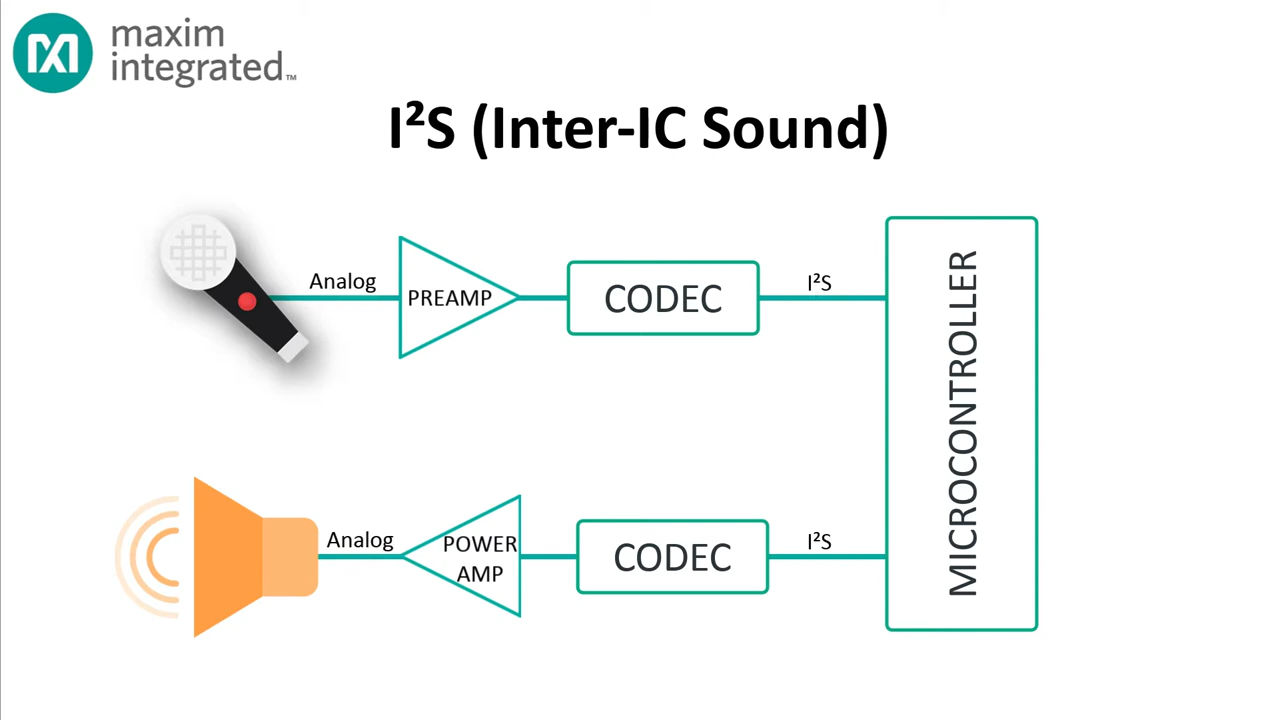 maxim
integrated™
I²S (Inter-IC Sound)
Analog
PREAMP
CODEC
I²S
MICROCONTROLLER
Analog
POWER
AMP
CODEC
I²S